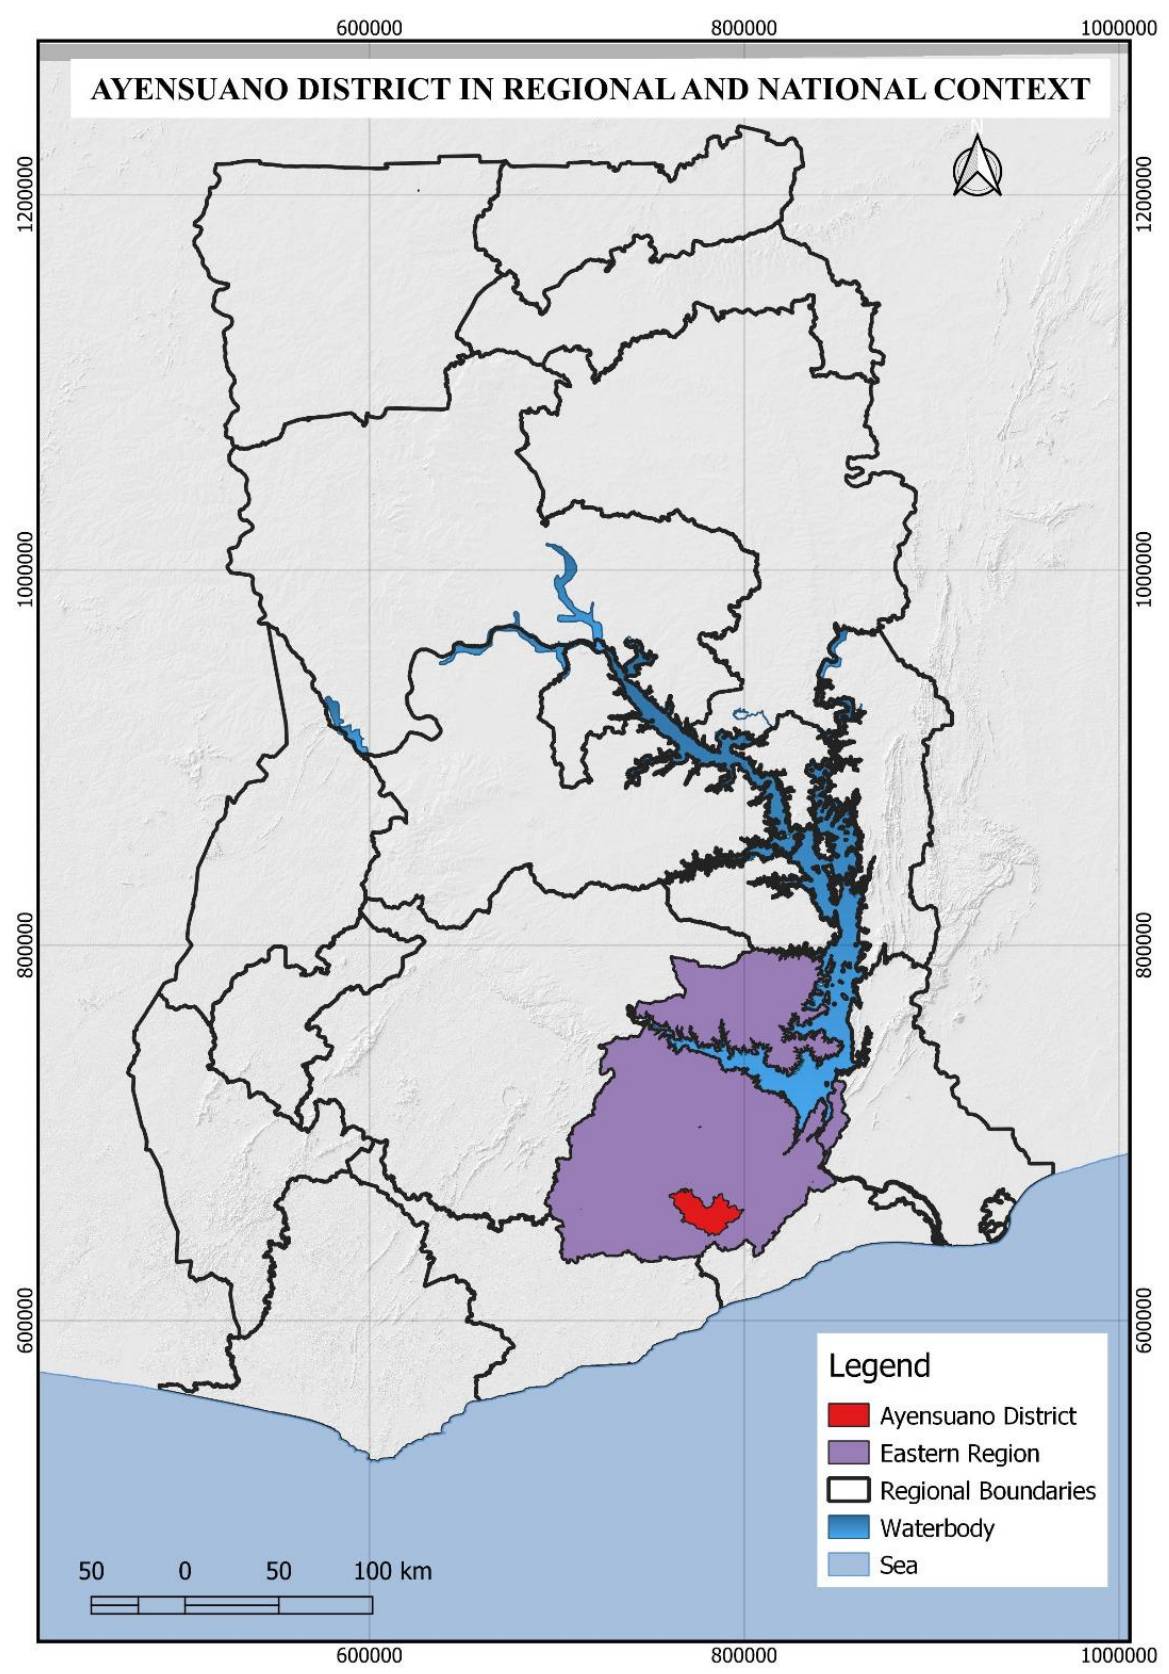 600000 800000 1000000
AYENSUANO DISTRICT IN REGIONAL AND NATIONAL CONTEXT
N
1200000 1200000
1000000 1000000
800000 800000
600000 600000
Legend
Ayensuano District
Eastern Region
Regional Boundaries
Waterbody
Sea
50 0 50 100 km
600000 800000 1000000